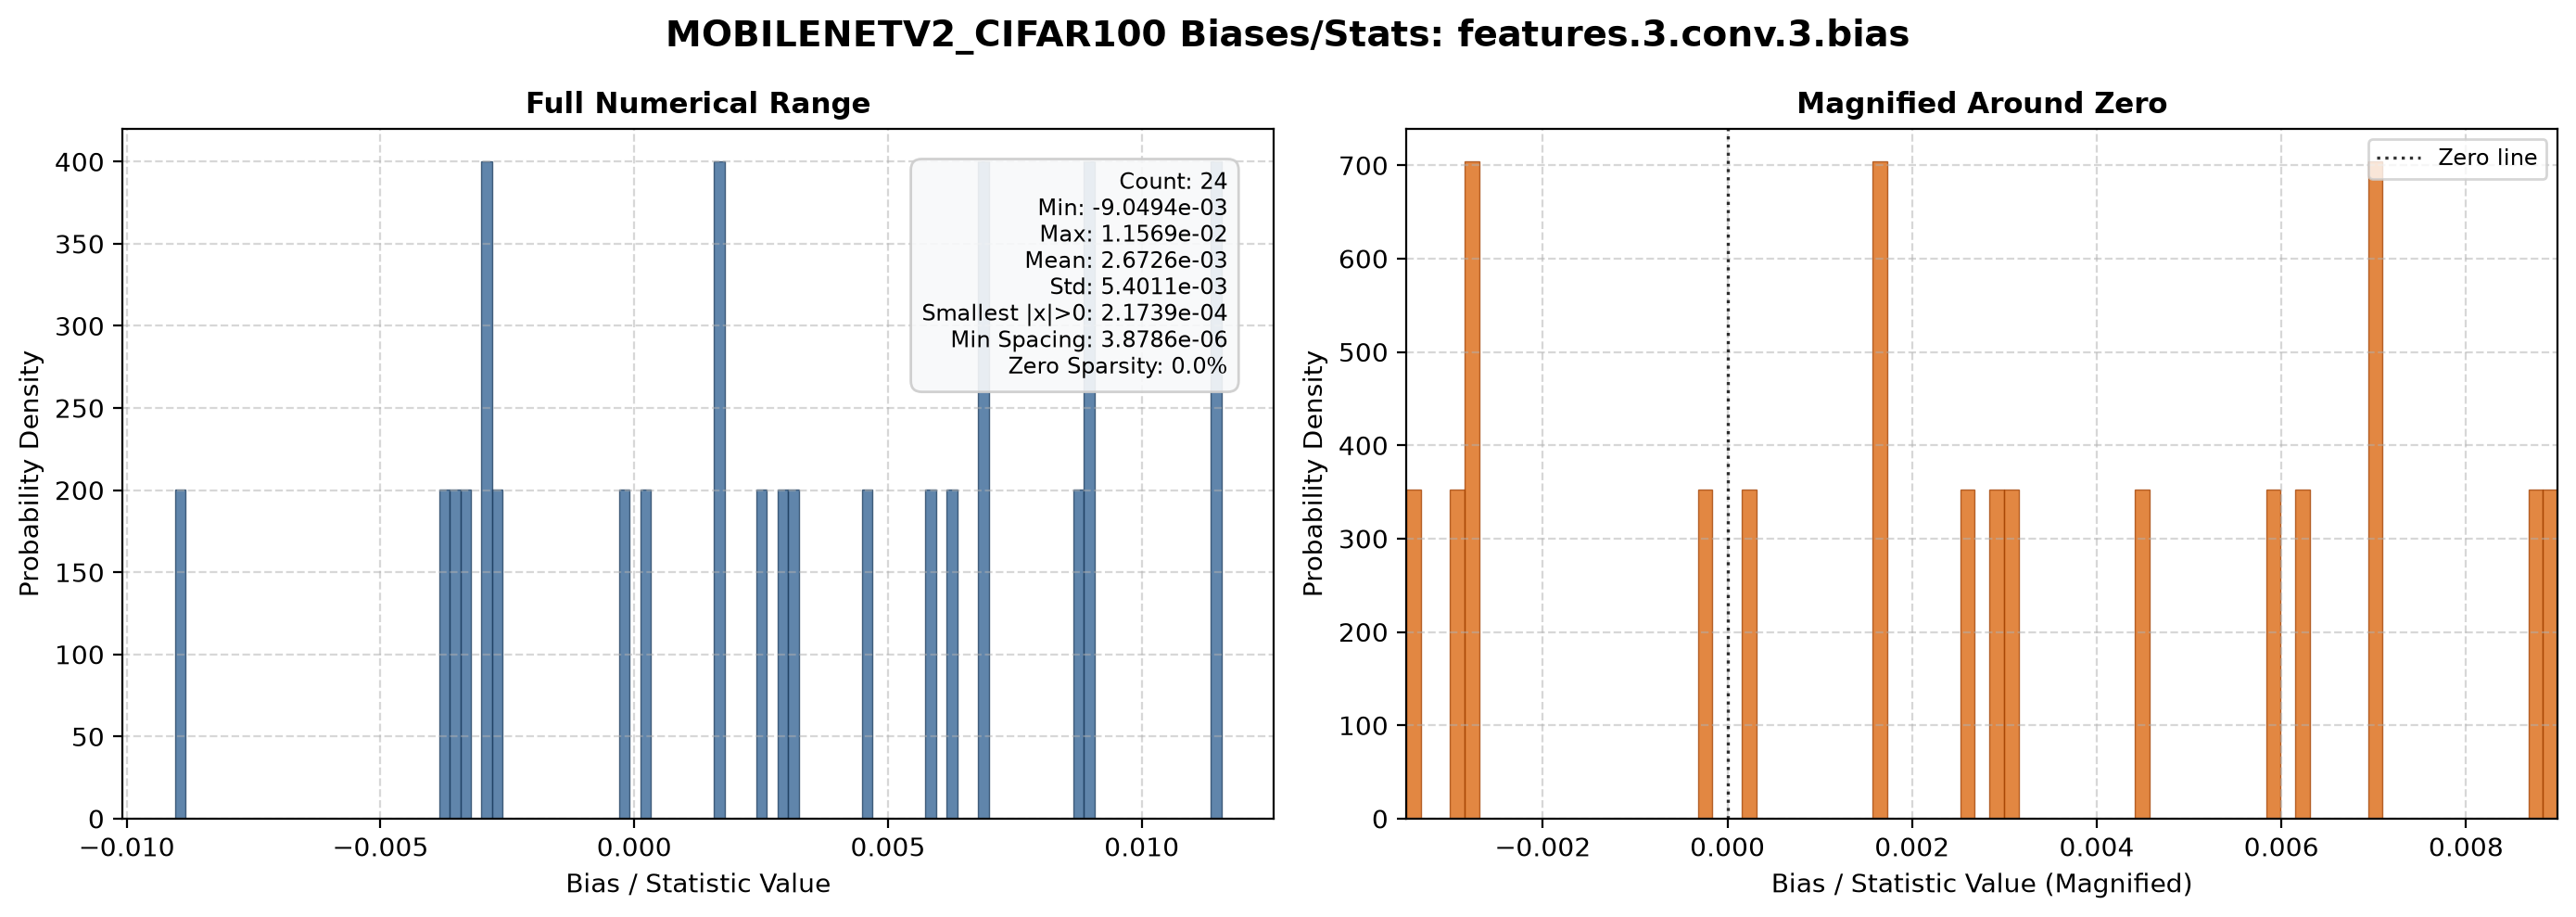 MOBILENETV2_CIFAR100 Biases/Stats: features.3.conv.3.bias
Full Numerical Range
Probability Density
400
350
300
250
200
150
100
50
0
Count: 24
Min: -9.0494e-03
Max: 1.1569e-02
Mean: 2.6726e-03
Std: 5.4011e-03
Smallest |x|>0: 2.1739e-04
Min Spacing: 3.8786e-06
Zero Sparsity: 0.0%
−0.010 −0.005 0.000 0.005 0.010
Bias / Statistic Value
Magnified Around Zero
Probability Density
700
600
500
400
300
200
100
0
Zero line
−0.002 0.000 0.002 0.004 0.006 0.008
Bias / Statistic Value (Magnified)